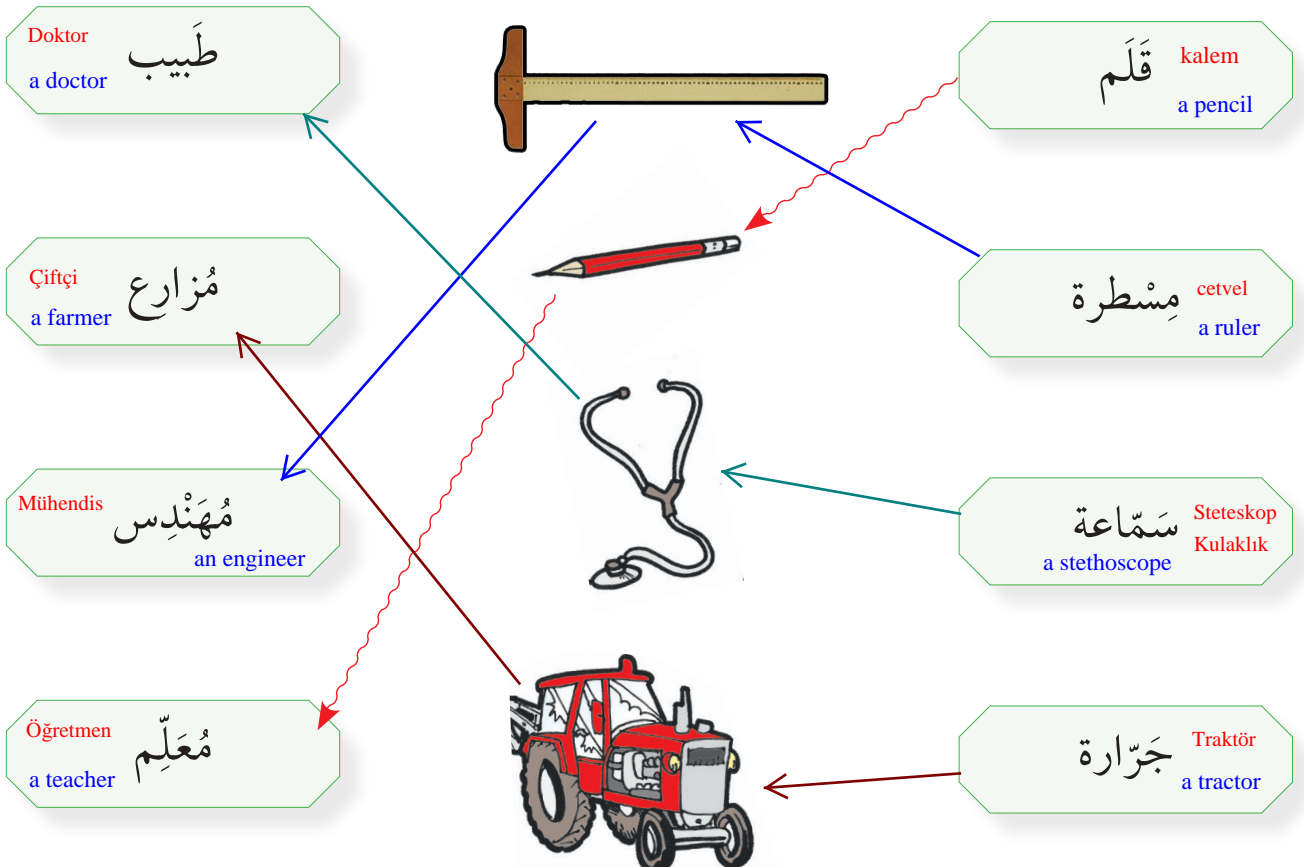 Doktor
طَبيب
a doctor
kalem
قَلَم
a pencil
Çiftçi
مُزارِع
a farmer
cetvel
مِسْطرة
a ruler
Mühendis
مُهَنْدِس
an engineer
Steteskop
سَمّاعة
Kulaklık
a stethoscope
Öğretmen
مُعَلِّم
a teacher
Traktör
جَرّارة
a tractor